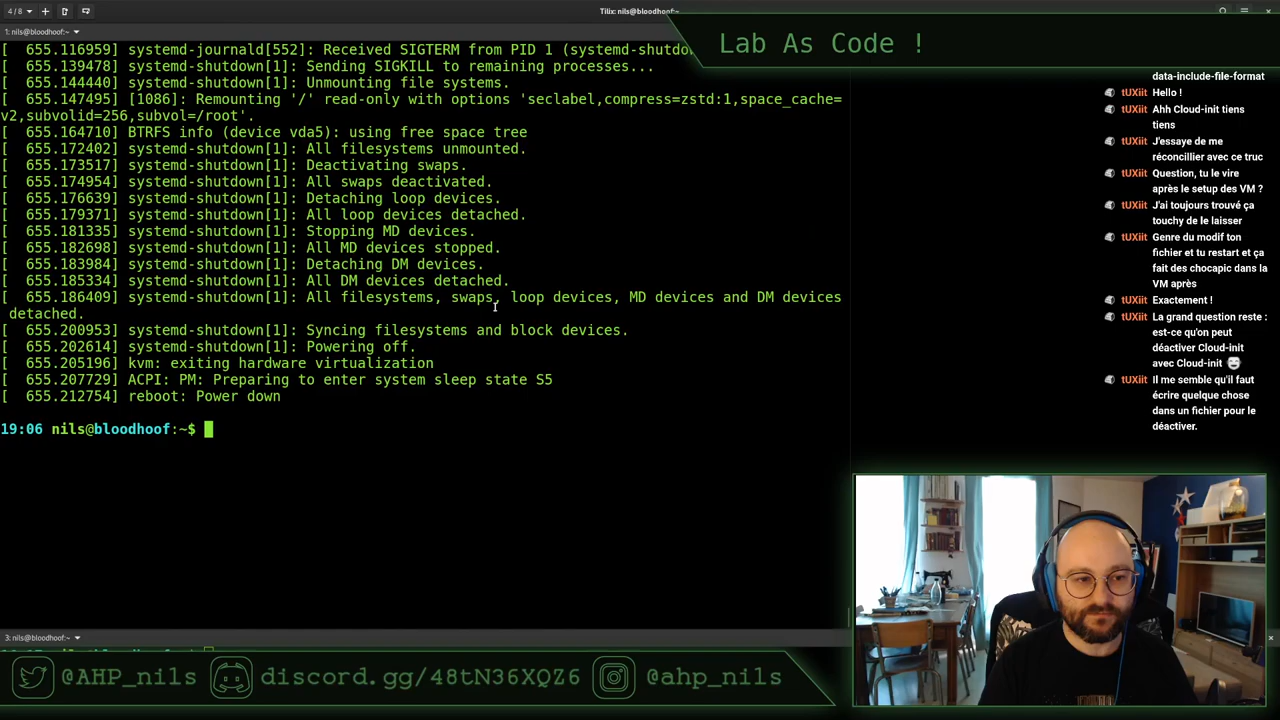 4 / 8
Tilix: nils@bloodhoof:~
1: nils@bloodhoof:~
Lab As Code !
[  655.116959] systemd-journald[552]: Received SIGTERM from PID 1 (systemd-shutdo
[  655.139478] systemd-shutdown[1]: Sending SIGKILL to remaining processes...
[  655.144440] systemd-shutdown[1]: Unmounting file systems.
[  655.147495] [1086]: Remounting '/' read-only with options 'seclabel,compress=zstd:1,space_cache=
v2,subvolid=256,subvol=/root'.
[  655.164710] BTRFS info (device vda5): using free space tree
[  655.172402] systemd-shutdown[1]: All filesystems unmounted.
[  655.173517] systemd-shutdown[1]: Deactivating swaps.
[  655.174954] systemd-shutdown[1]: All swaps deactivated.
[  655.176639] systemd-shutdown[1]: Detaching loop devices.
[  655.179371] systemd-shutdown[1]: All loop devices detached.
[  655.181335] systemd-shutdown[1]: Stopping MD devices.
[  655.182698] systemd-shutdown[1]: All MD devices stopped.
[  655.183984] systemd-shutdown[1]: Detaching DM devices.
[  655.185334] systemd-shutdown[1]: All DM devices detached.
[  655.186409] systemd-shutdown[1]: All filesystems, swaps, loop devices, MD devices and DM devices
detached.
[  655.200953] systemd-shutdown[1]: Syncing filesystems and block devices.
[  655.202614] systemd-shutdown[1]: Powering off.
[  655.205196] kvm: exiting hardware virtualization
[  655.207729] ACPI: PM: Preparing to enter system sleep state S5
[  655.212754] reboot: Power down
19:06 nils@bloodhoof:~$
data-include-file-format
tUXiit Hello !
tUXiit Ahh Cloud-init tiens
tiens
tUXiit J'essaye de me
réconcillier avec ce truc
tUXiit Question, tu le vire
après le setup des VM ?
tUXiit J'ai toujours trouvé ça
touchy de le laisser
tUXiit Genre du modif ton
fichier et tu restart et ça
fait des chocapic dans la
VM après
tUXiit Exactement !
tUXiit La grande question reste :
est-ce qu'on peut
déactiver Cloud-init
avec Cloud-init
tUXiit Il me semble qu'il faut
écrire quelque chose
dans un fichier pour le
déactiver.
3: nils@bloodhoof:~
@AHP_nils discord.gg/48tN36XQZ6 @ahp_nils